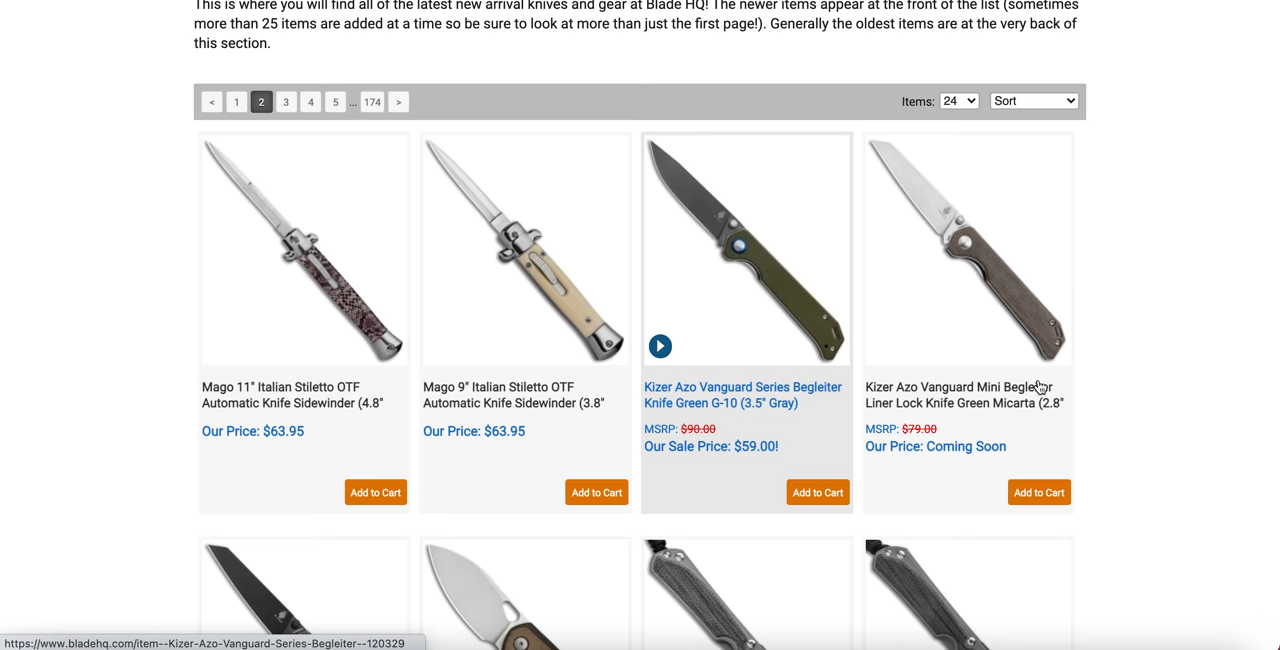 This is where you will find all of the latest new arrival knives and gear at Blade HQ! The newer items appear at the front of the list (sometimes
more than 25 items are added at a time so be sure to look at more than just the first page!). Generally the oldest items are at the very back of
this section.
< 1 2 3 4 5 ... 174 >
Items: 24 Sort
Mago 11" Italian Stiletto OTF
Automatic Knife Sidewinder (4.8"
Our Price: $63.95
Add to Cart
Mago 9" Italian Stiletto OTF
Automatic Knife Sidewinder (3.8"
Our Price: $63.95
Add to Cart
Kizer Azo Vanguard Series Begleiter
Knife Green G-10 (3.5" Gray)
MSRP: $90.00
Our Sale Price: $59.00!
Add to Cart
Kizer Azo Vanguard Mini Begleiter
Liner Lock Knife Green Micarta (2.8"
MSRP: $79.00
Our Price: Coming Soon
Add to Cart
https://www.bladehq.com/item--Kizer-Azo-Vanguard-Series-Begleiter--120329